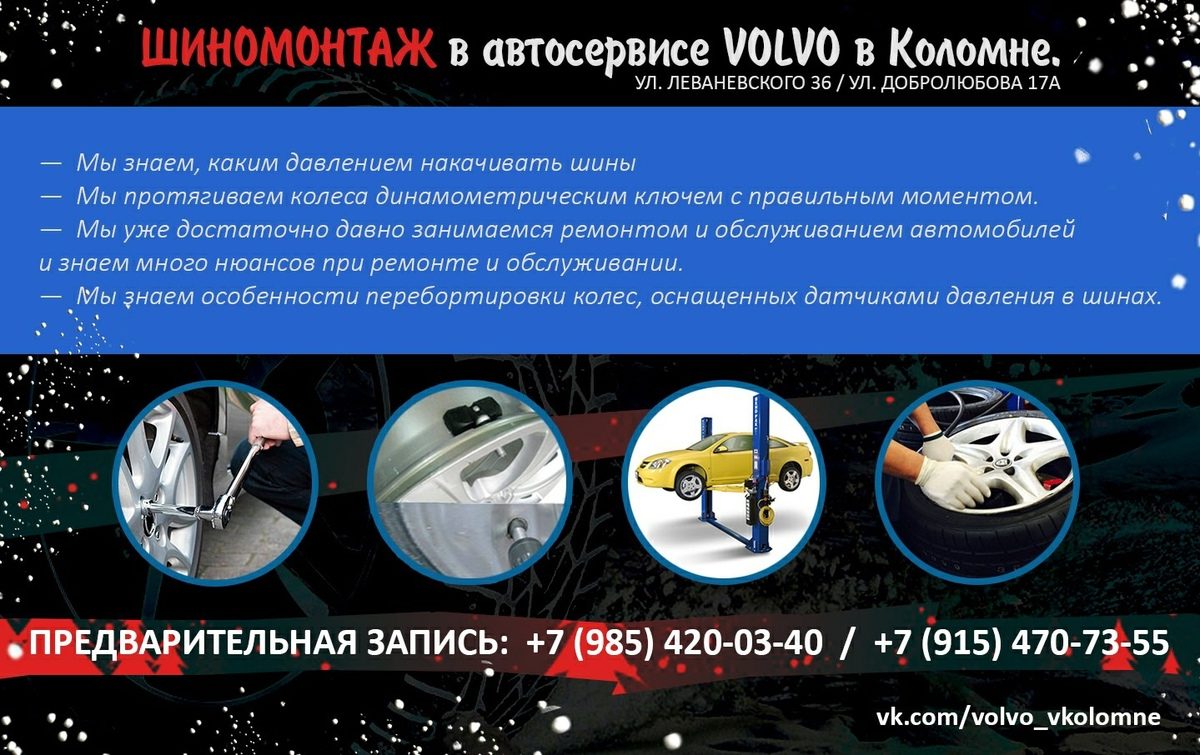 ШИНОМОНТАЖ в автосервисе VOLVO в Коломне.
УЛ. ЛЕВАНЕВСКОГО 36 / УЛ. ДОБРОЛЮБОВА 17А
— Мы знаем, каким давлением накачивать шины
— Мы протягиваем колеса динамометрическим ключем с правильным моментом.
— Мы уже достаточно давно занимаемся ремонтом и обслуживанием автомобилей
и знаем много нюансов при ремонте и обслуживании.
— Мы знаем особенности перебортировки колес, оснащенных датчиками давления в шинах.
ПРЕДВАРИТЕЛЬНАЯ ЗАПИСЬ: +7 (985) 420-03-40 / +7 (915) 470-73-55
vk.com/volvo_vkolomne